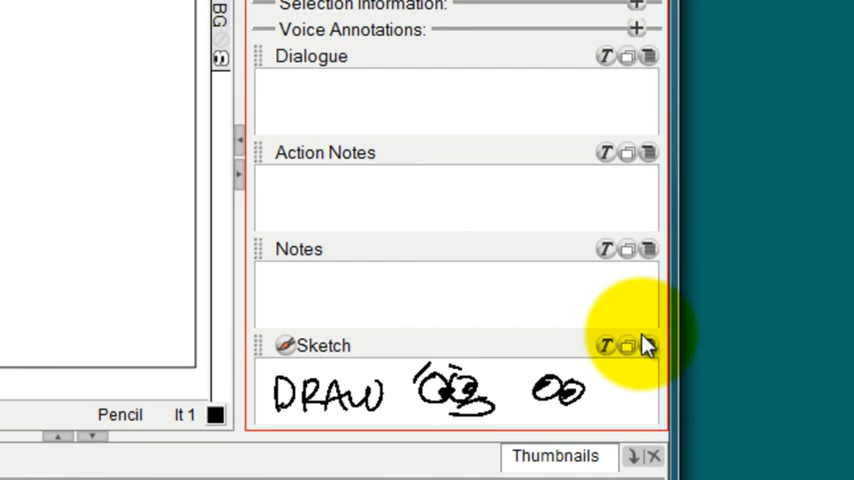 Selection Information:
BG
Voice Annotations:
Dialogue
T
Action Notes
T
Notes
T
Sketch
T
DRAW
Pencil It 1
Thumbnails